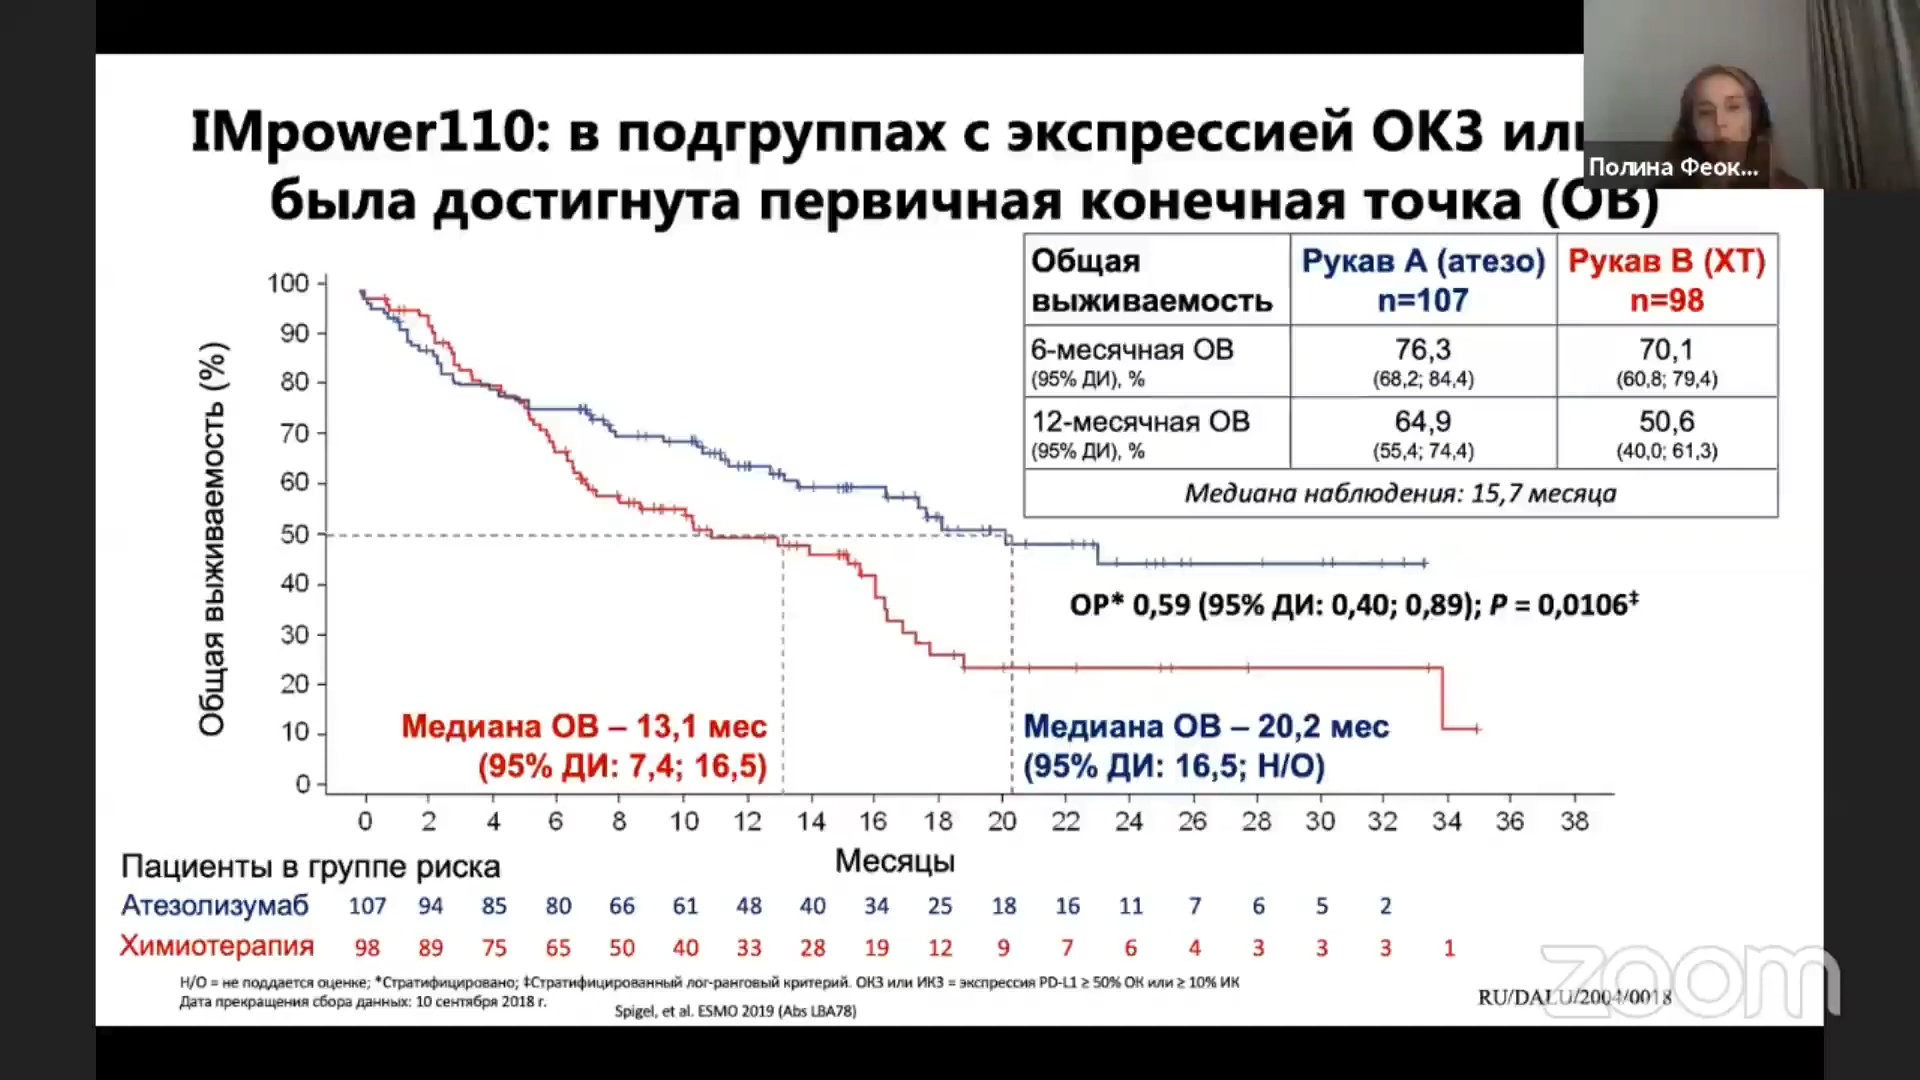 IMpower110: в подгруппах с экспрессией ОК3 или
была достигнута первичная конечная точка (ОВ)
Полина Феок...
Общая выживаемость
Рукав А (атезо) n=107
Рукав В (ХТ) n=98
6-месячная ОВ (95% ДИ), %
76,3 (68,2; 84,4)
70,1 (60,8; 79,4)
12-месячная ОВ (95% ДИ), %
64,9 (55,4; 74,4)
50,6 (40,0; 61,3)
Медиана наблюдения: 15,7 месяца
Общая выживаемость (%)
100
90
80
70
60
50
40
30
20
10
0
ОР* 0,59 (95% ДИ: 0,40; 0,89); P = 0,0106‡
Медиана ОВ – 13,1 мес
(95% ДИ: 7,4; 16,5)
Медиана ОВ – 20,2 мес
(95% ДИ: 16,5; Н/О)
0 2 4 6 8 10 12 14 16 18 20 22 24 26 28 30 32 34 36 38
Месяцы
Пациенты в группе риска
Атезолизумаб 107 94 85 80 66 61 48 40 34 25 18 16 11 7 6 5 2
Химиотерапия 98 89 75 65 50 40 33 28 19 12 9 7 6 4 3 3 3 1
Н/О = не поддается оценке; *Стратифицировано; ‡Стратифицированный лог-ранговый критерий. ОК3 или ИК3 = экспрессия PD-L1 ≥ 50% ОК или ≥ 10% ИК
Дата прекращения сбора данных: 10 сентября 2018 г.
Spigel, et al. ESMO 2019 (Abs LBA78)
RU/DALU/2004/0018
zoom